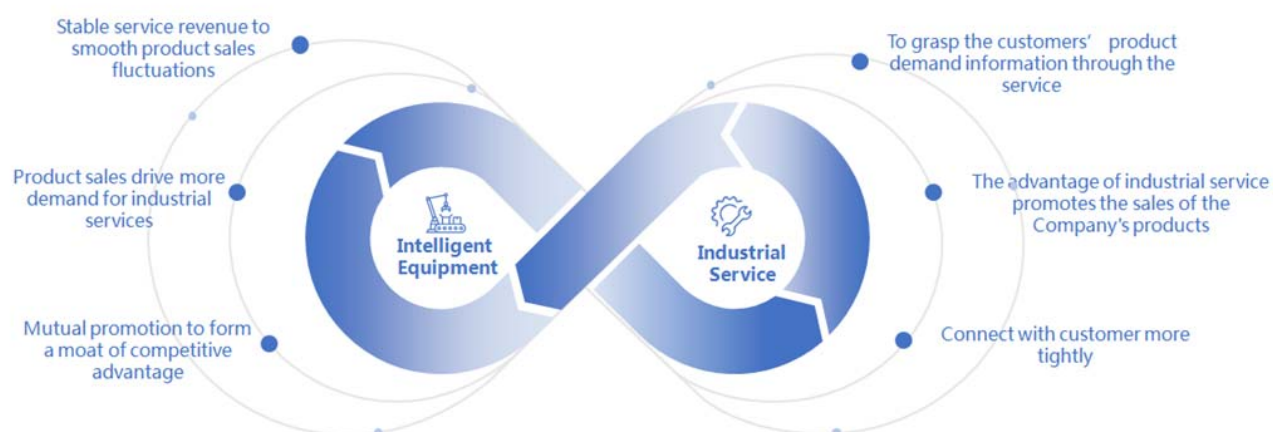 Stable service revenue to
smooth product sales
fluctuations
Product sales drive more
demand for industrial
services
Mutual promotion to form
a moat of competitive
advantage
Intelligent
Equipment
Industrial
Service
To grasp the customers' product
demand information through the
service
The advantage of industrial service
promotes the sales of the
Company's products
Connect with customer more
tightly